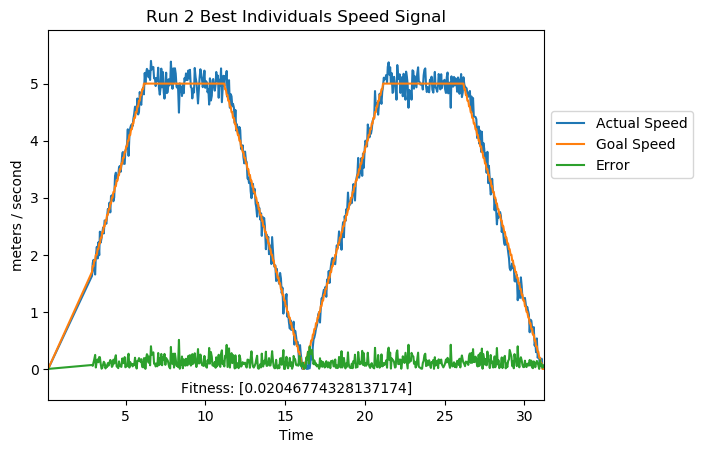 Run 2 Best Individuals Speed Signal
meters / second
5
4
3
2
1
0
Actual Speed
Goal Speed
Error
Fitness: [0.02046774328137174]
5 10 15 20 25 30
Time